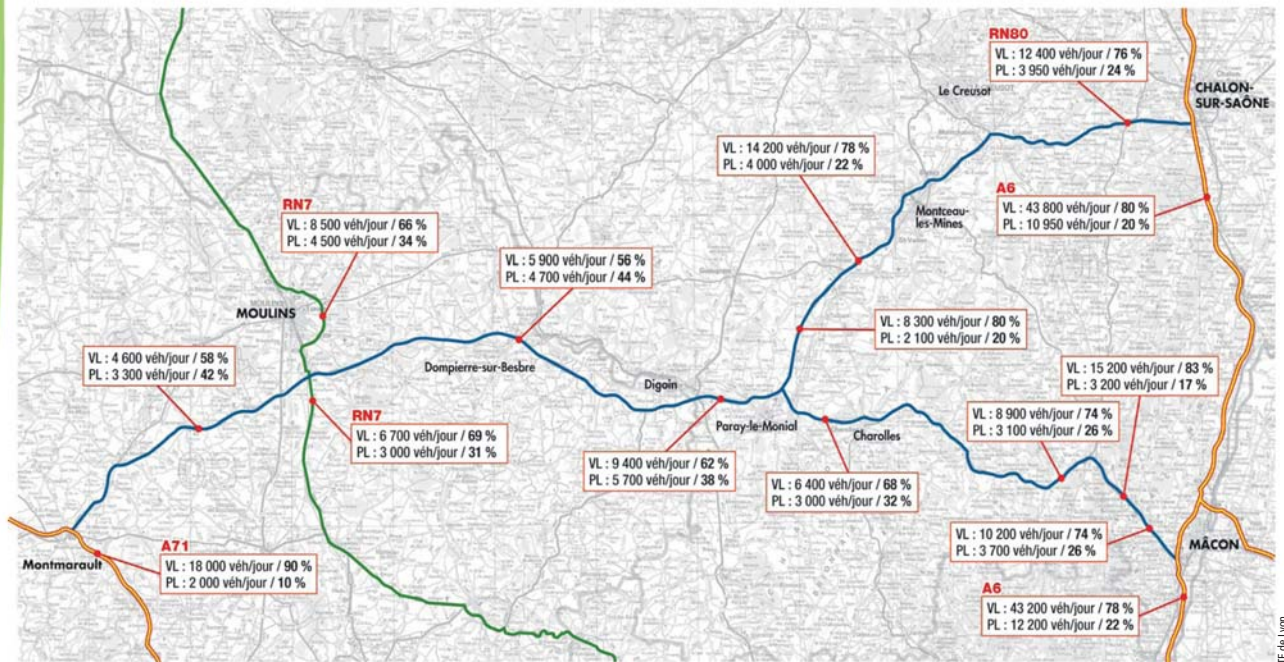 RN80
VL : 12 400 véh/jour / 76 %
PL : 3 950 véh/jour / 24 %
Le Creusot
CHALON-
SUR-SAÔNE
VL : 14 200 véh/jour / 78 %
PL : 4 000 véh/jour / 22 %
A6
VL : 43 800 véh/jour / 80 %
PL : 10 950 véh/jour / 20 %
Montceau-
les-Mines
RN7
VL : 8 500 véh/jour / 66 %
PL : 4 500 véh/jour / 34 %
VL : 5 900 véh/jour / 56 %
PL : 4 700 véh/jour / 44 %
MOULINS
VL : 8 300 véh/jour / 80 %
PL : 2 100 véh/jour / 20 %
VL : 4 600 véh/jour / 58 %
PL : 3 300 véh/jour / 42 %
Dompierre-sur-Besbre
Digoin
VL : 15 200 véh/jour / 83 %
PL : 3 200 véh/jour / 17 %
RN7
VL : 6 700 véh/jour / 69 %
PL : 3 000 véh/jour / 31 %
Paray-le-Monial
Charolles
VL : 8 900 véh/jour / 74 %
PL : 3 100 véh/jour / 26 %
VL : 9 400 véh/jour / 62 %
PL : 5 700 véh/jour / 38 %
VL : 6 400 véh/jour / 68 %
PL : 3 000 véh/jour / 32 %
VL : 10 200 véh/jour / 74 %
PL : 3 700 véh/jour / 26 %
MÂCON
Montmarault
A71
VL : 18 000 véh/jour / 90 %
PL : 2 000 véh/jour / 10 %
A6
VL : 43 200 véh/jour / 78 %
PL : 12 200 véh/jour / 22 %
de Lyon